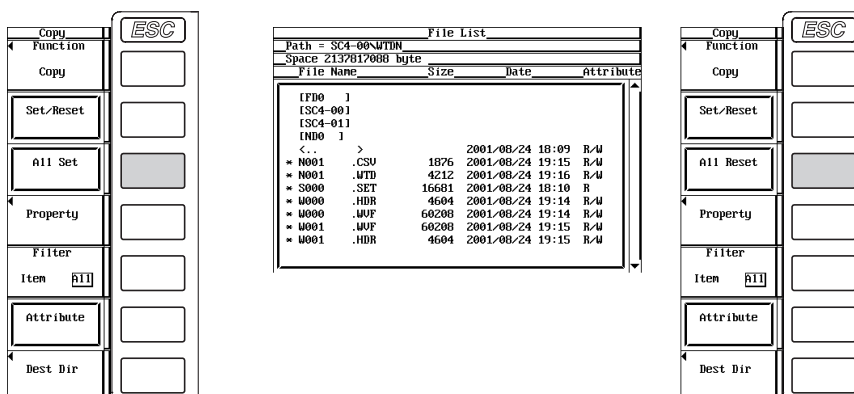 ESC
Copy
Function
Copy
Set/Reset
All Set
Property
Filter
Item All
Attribute
Dest Dir
File List
Path = SC4-00\WTDN
Space 2137817088 byte
File Name Size Date Attribute
[FD0 ]
[SC4-00]
[SC4-01]
[ND0 ]
<.. > 2001/08/24 18:09 R/W
* N001 .CSV 1876 2001/08/24 19:15 R/W
* N001 .WTD 4212 2001/08/24 19:16 R/W
* S000 .SET 16681 2001/08/24 18:10 R
* W000 .HDR 4604 2001/08/24 19:14 R/W
* W000 .WVF 60208 2001/08/24 19:14 R/W
* W001 .WVF 60208 2001/08/24 19:15 R/W
* W001 .HDR 4604 2001/08/24 19:15 R/W
ESC
Copy
Function
Copy
Set/Reset
All Reset
Property
Filter
Item All
Attribute
Dest Dir